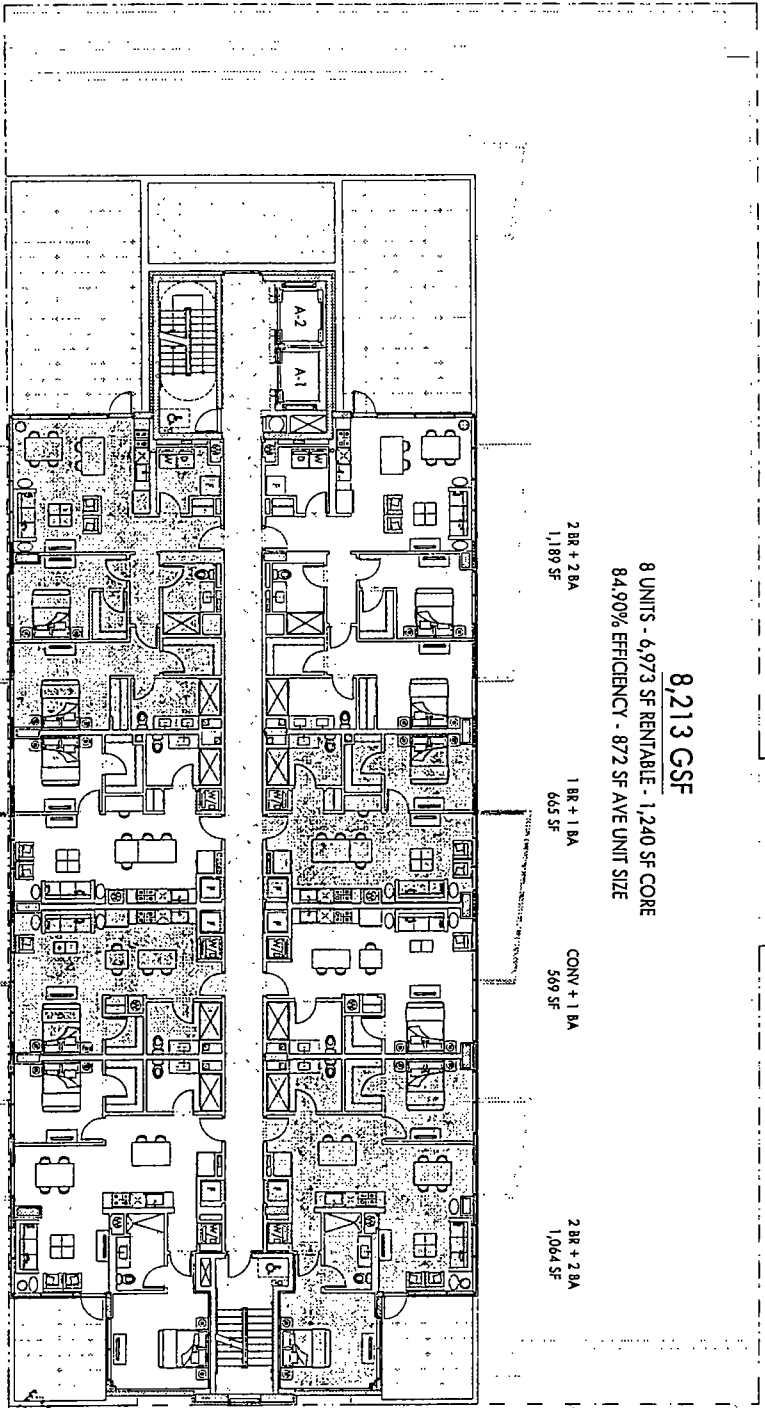 8,213 GSF
8 UNITS - 6,973 SF RENTABLE - 1,240 SF CORE
84.90% EFFICIENCY - 872 SF AVE UNIT SIZE
2 BR + 2 BA
1,189 SF
1 BR + 1 BA
665 SF
CONV + 1 BA
569 SF
2 BR + 2 BA
1,064 SF
A-2
A-1
W
D
F
D
W
F
W/D
W/D
F
F
F
F
W/D
W/D
F
F
W/D
W/D